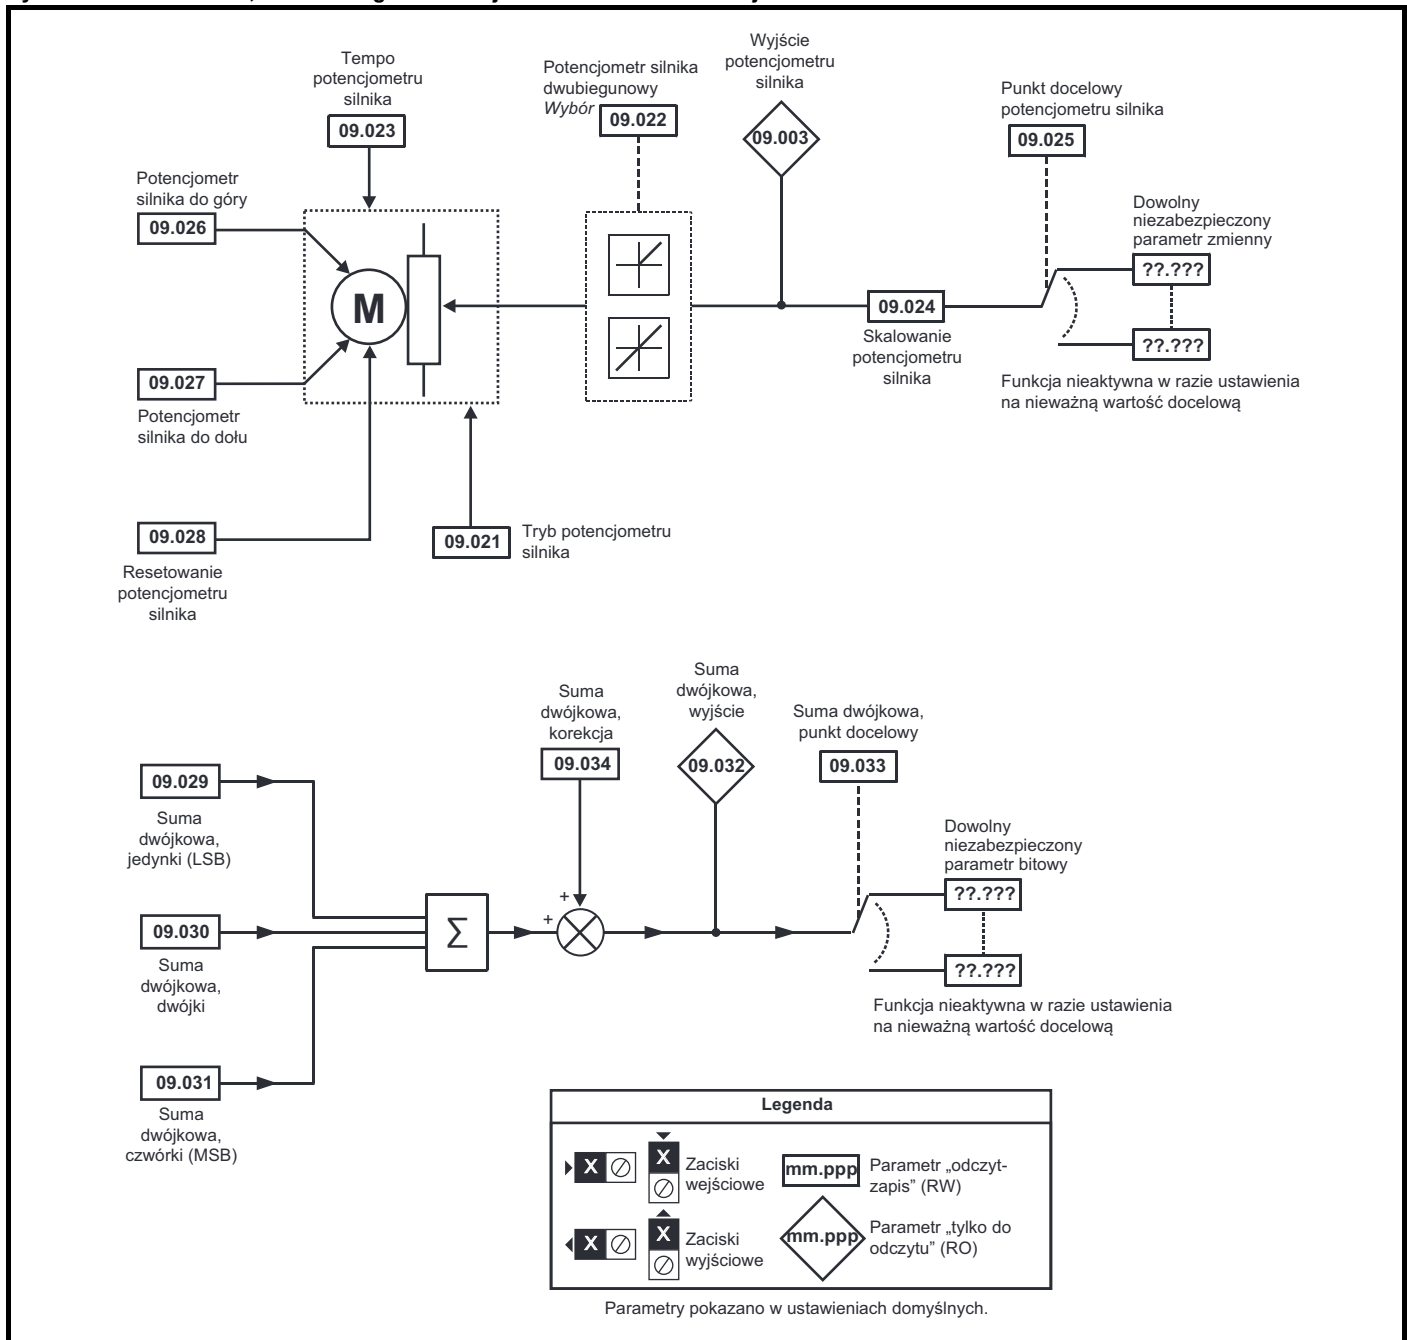 Tempo
potencjometru
silnika
09.023
Potencjometr silnika
dwubiegunowy
Wybór
09.022
Wyjście
potencjometru
silnika
09.003
Punkt docelowy
potencjometru silnika
09.025
Potencjometr
silnika do góry
09.026
M
Dowolny
niezabezpieczony
parametr zmienny
??.???
??.???
09.024
Skalowanie
potencjometru
silnika
Funkcja nieaktywna w razie ustawienia
na nieważną wartość docelową
09.027
Potencjometr
silnika do dołu
09.028
Resetowanie
potencjometru
silnika
09.021
Tryb potencjometru
silnika
Suma
dwójkowa,
korekcja
09.034
Suma
dwójkowa,
wyjście
09.032
Suma dwójkowa,
punkt docelowy
09.033
09.029
Suma
dwójkowa,
jedynki (LSB)
09.030
Suma
dwójkowa,
dwójki
09.031
Suma
dwójkowa,
czwórki (MSB)
Σ
+
+
Dowolny
niezabezpieczony
parametr bitowy
??.???
??.???
Funkcja nieaktywna w razie ustawienia
na nieważną wartość docelową
Legenda
X
X
Zaciski
wejściowe
mm.ppp
Parametr „odczyt-
zapis” (RW)
X
X
Zaciski
wyjściowe
mm.ppp
Parametr „tylko do
odczytu” (RO)
Parametry pokazano w ustawieniach domyślnych.